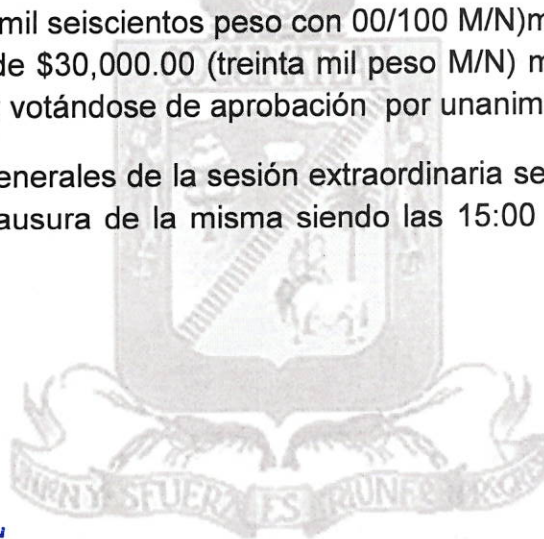 mil seiscientos peso con 00/100 M/N)m
de $30,000.00 (treinta mil peso M/N) m
votándose de aprobación por unanim
enerales de la sesión extraordinaria se
ausura de la misma siendo las 15:00